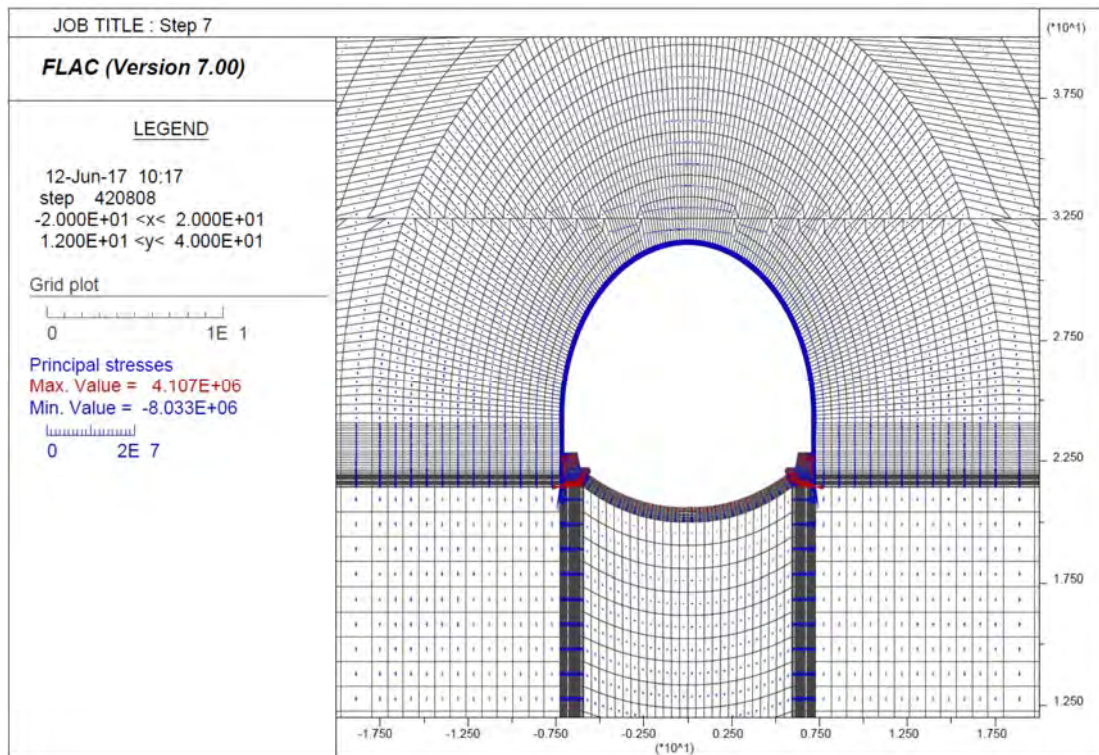 JOB TITLE : Step 7
FLAC (Version 7.00)
LEGEND
12-Jun-17 10:17
step 420808
-2.000E+01 <x< 2.000E+01
1.200E+01 <y< 4.000E+01
Grid plot
0 1E 1
Principal stresses
Max. Value = 4.107E+06
Min. Value = -8.033E+06
0 2E 7
(*10^1)
3.750
3.250
2.750
2.250
1.750
1.250
-1.750 -1.250 -0.750 -0.250 0.250 0.750 1.250 1.750
(*10^1)